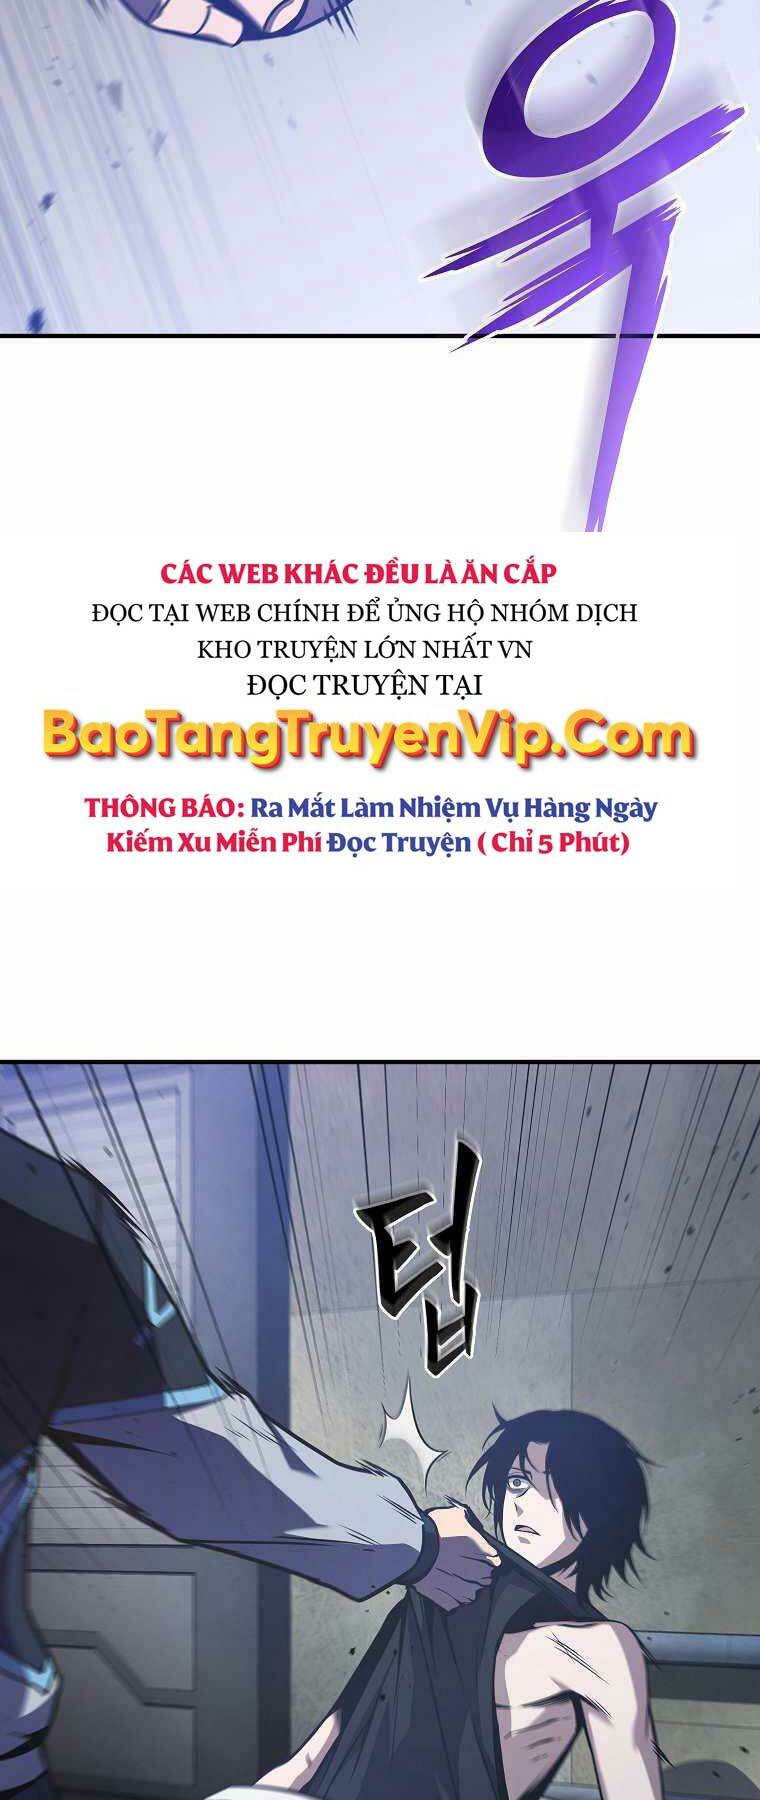 욱
CÁC WEB KHÁC ĐỀU LÀ ĂN CẮP
ĐỌC TẠI WEB CHÍNH ĐỂ ỦNG HỘ NHÓM DỊCH
KHO TRUYỆN LỚN NHẤT VN
ĐỌC TRUYỆN TẠI
BaoTangTruyenVip.Com
THÔNG BÁO: Ra Mắt Làm Nhiệm Vụ Hàng Ngày
Kiếm Xu Miễn Phí Đọc Truyện ( Chỉ 5 Phút)
텁